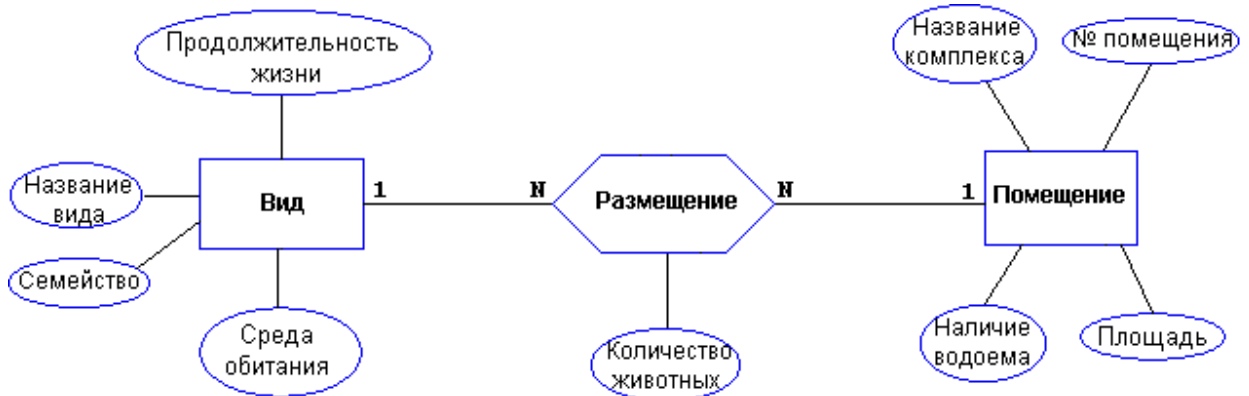 Продолжительность
жизни
Название
комплекса
№ помещения
Название
вида
Вид
1
N
Размещение
N
1
Помещение
Семейство
Среда
обитания
Количество
животных
Наличие
водоема
Площадь